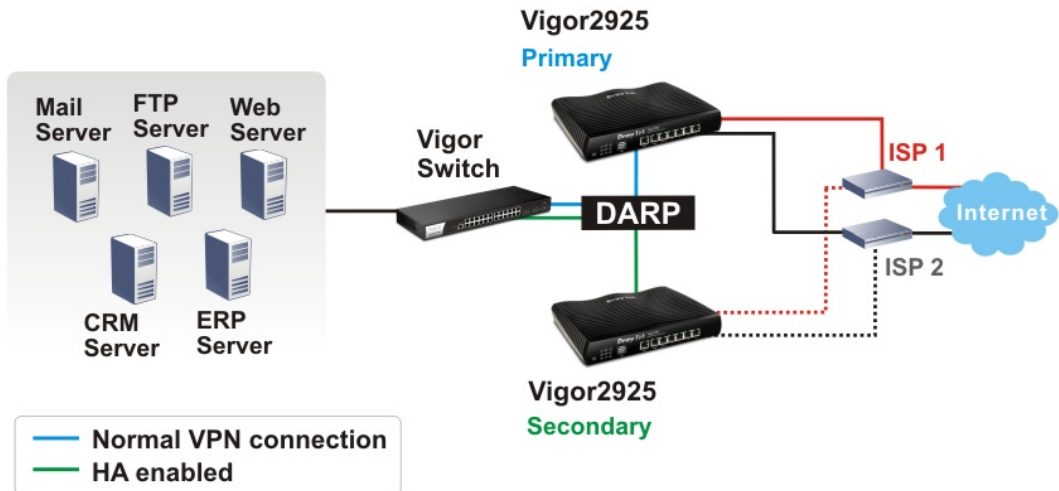 Vigor2925
Primary
Mail
Server
FTP
Server
Web
Server
CRM
Server
ERP
Server
Vigor
Switch
DARP
ISP 1
ISP 2
Internet
Vigor2925
Secondary
Normal VPN connection
HA enabled